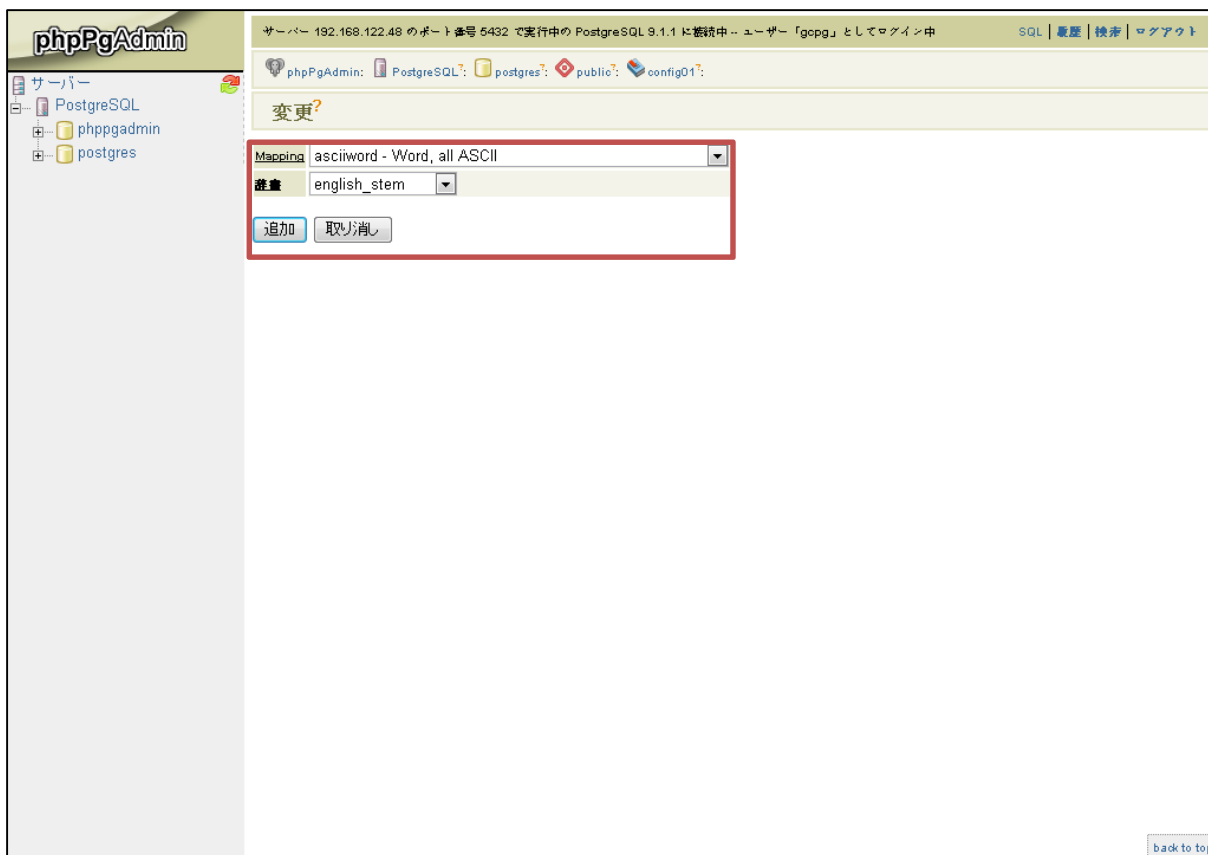 phpPgAdmin
サーバー 192.168.122.48 のポート番号 5432 で実行中の PostgreSQL 9.1.1 に接続中 -- ユーザー「gcpg」としてログイン中
SQL | 履歴 | 検索 | ログアウト
phpPgAdmin: PostgreSQL?: postgres?: public?: config01?:
サーバー
PostgreSQL
phppgadmin
postgres
変更?
Mapping asciiword - Word, all ASCII
辞書 english_stem
追加 取り消し
back to top